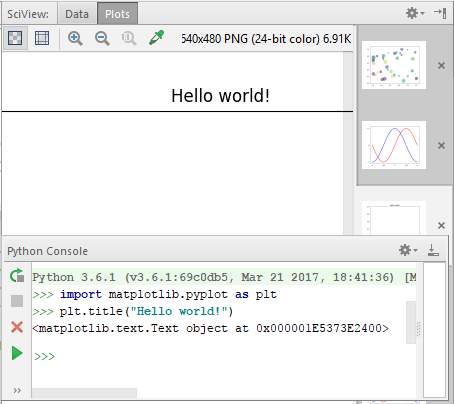 SciView: Data Plots
640x480 PNG (24-bit color) 6.91K
Hello world!
Python Console
Python 3.6.1 (v3.6.1:69c0db5, Mar 21 2017, 18:41:36) [M
>>> import matplotlib.pyplot as plt
>>> plt.title("Hello world!")
<matplotlib.text.Text object at 0x000001E5373E2400>
>>>